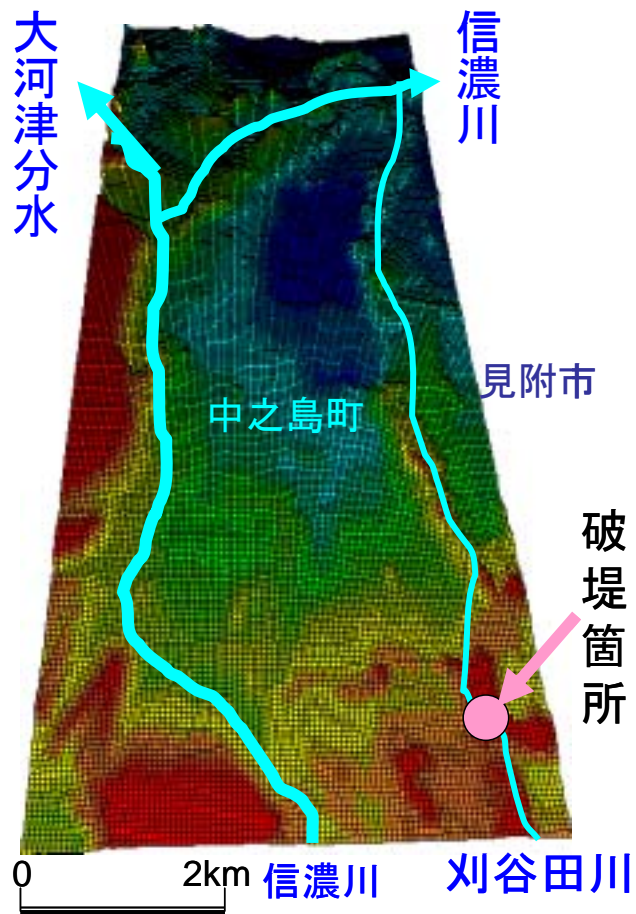 大河津分水
信濃川
見附市
中之島町
破堤箇所
0 2km
信濃川
刈谷田川